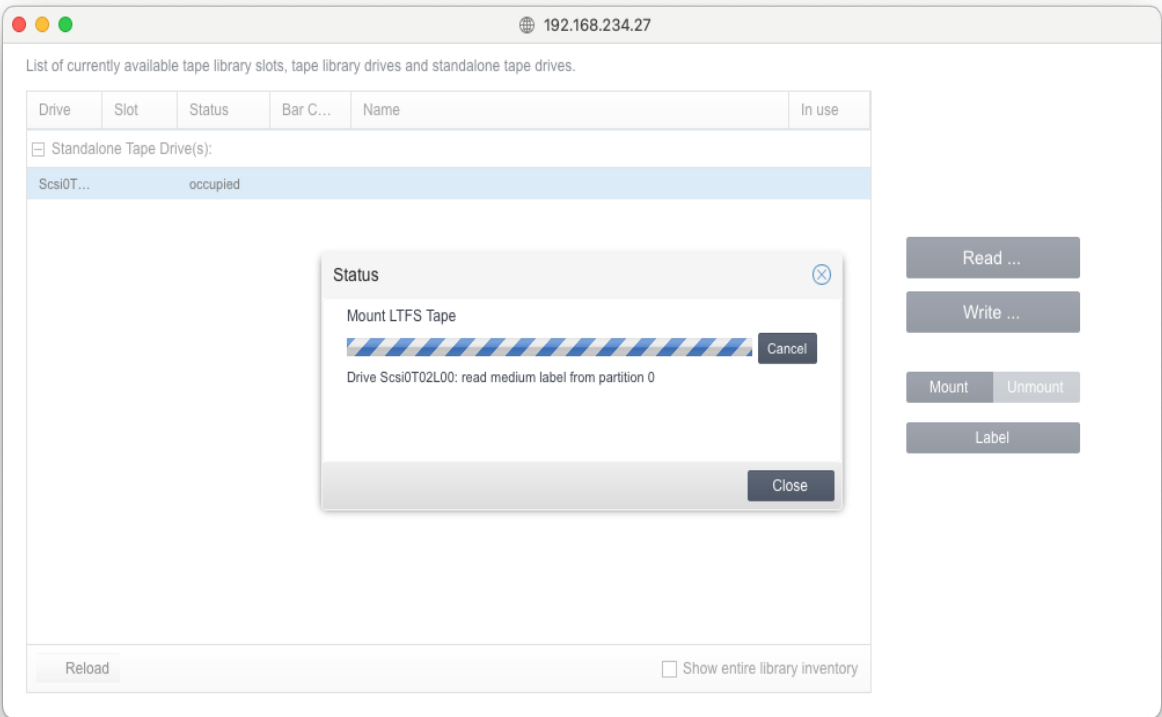 192.168.234.27
List of currently available tape library slots, tape library drives and standalone tape drives.
Drive Slot Status Bar C... Name In use
Standalone Tape Drive(s):
Scsi0T... occupied
Status
Mount LTFS Tape
Cancel
Drive Scsi0T02L00: read medium label from partition 0
Close
Read ...
Write ...
Mount Unmount
Label
Reload Show entire library inventory